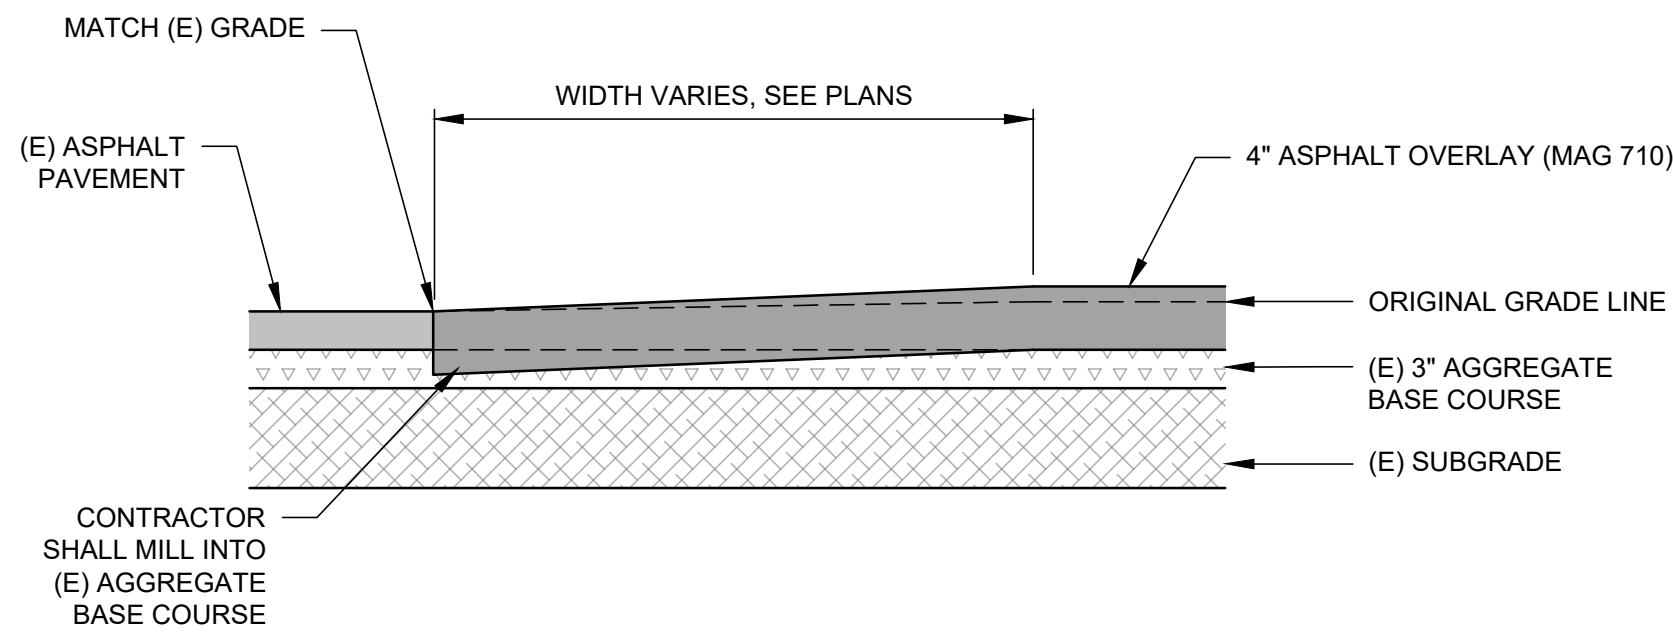 MATCH (E) GRADE
WIDTH VARIES, SEE PLANS
(E) ASPHALT
PAVEMENT
4" ASPHALT OVERLAY (MAG 710)
ORIGINAL GRADE LINE
(E) 3" AGGREGATE
BASE COURSE
(E) SUBGRADE
CONTRACTOR
SHALL MILL INTO
(E) AGGREGATE
BASE COURSE